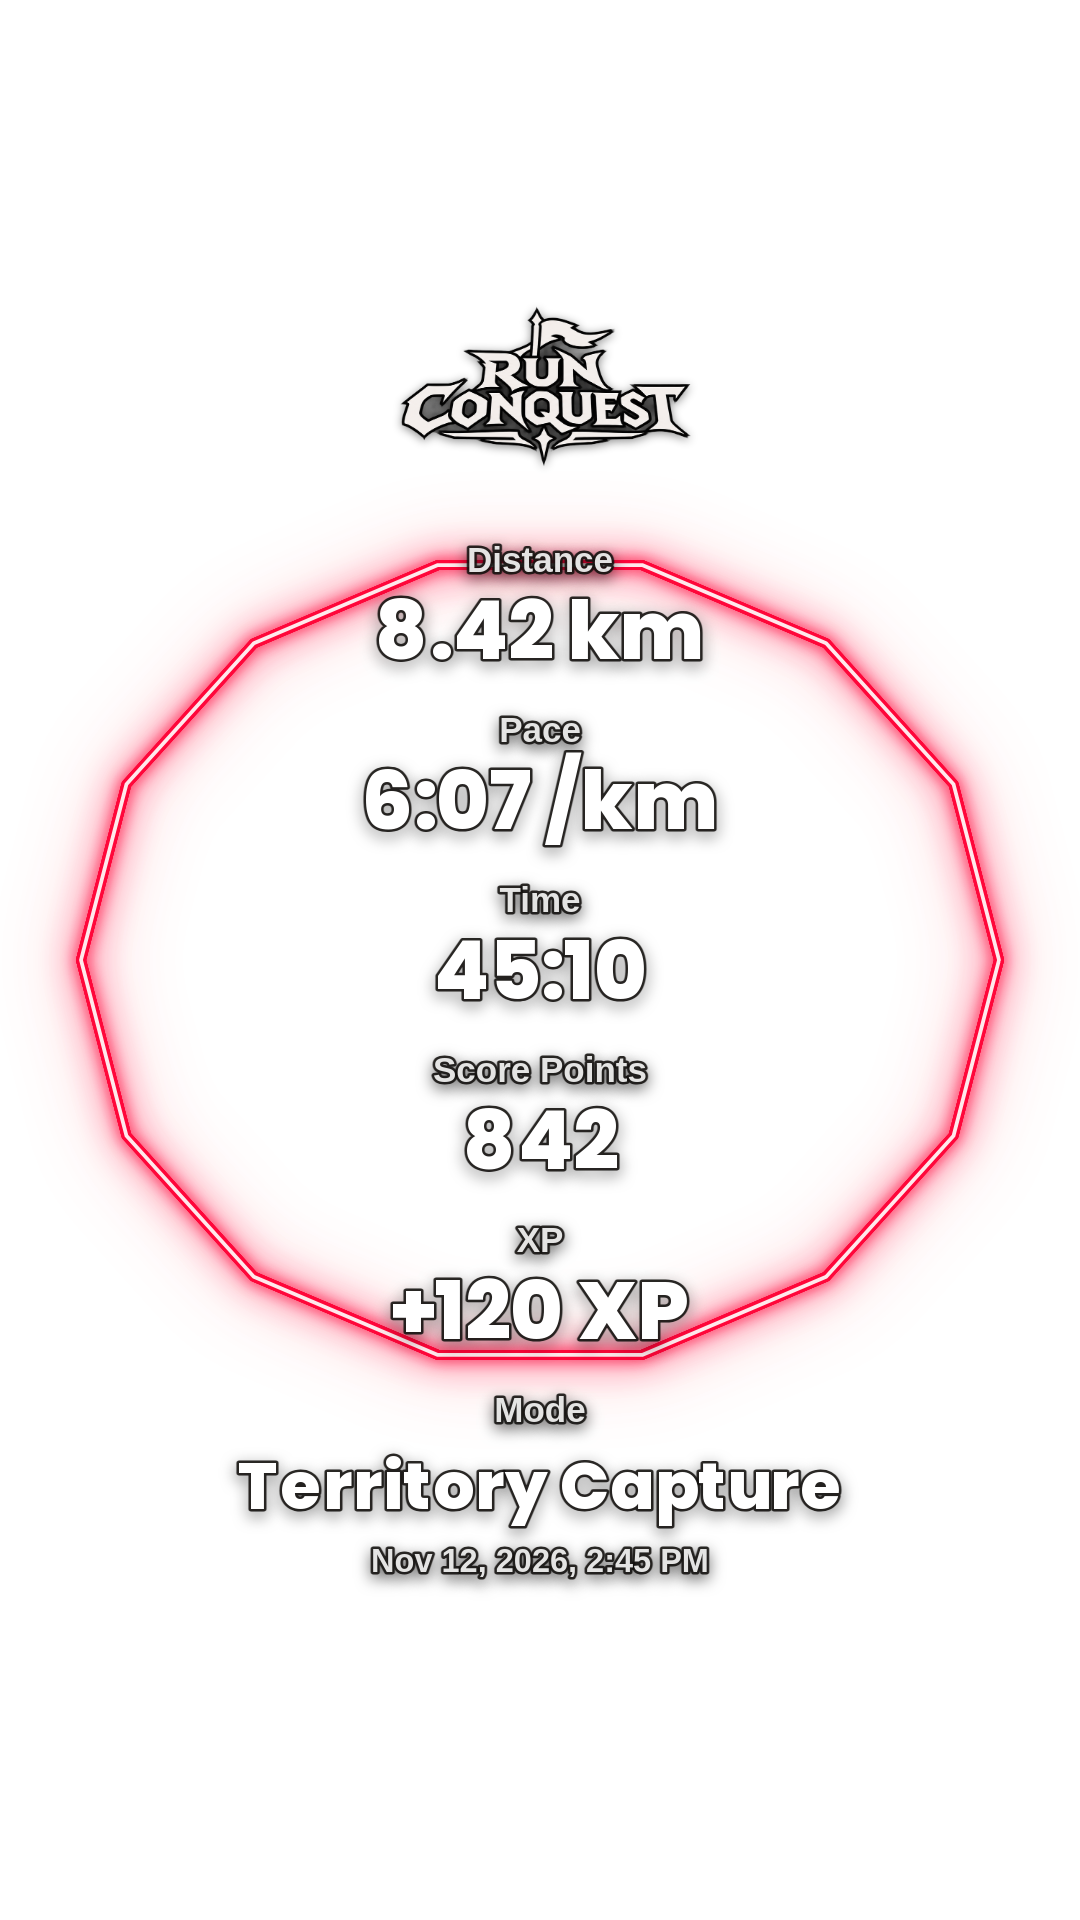 RUN
CONQUEST
Distance
8.42 km
Pace
6:07 /km
Time
45:10
Score Points
842
XP
+120 XP
Mode
Territory Capture
Nov 12, 2026, 2:45 PM